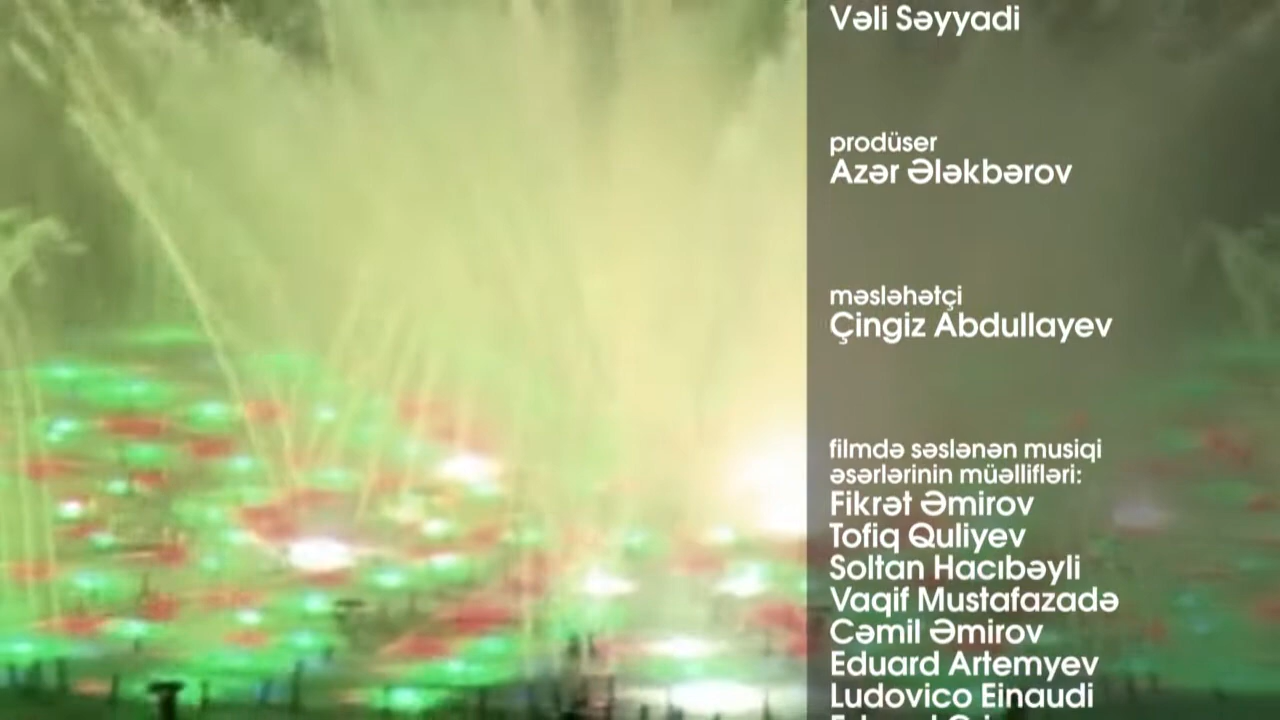 Vəli Səyyadi
prodüser
Azər Ələkbərov
məsləhətçi
Çingiz Abdullayev
filmdə səslənən musiqi
əsərlərinin müəllifləri:
Fikrət Əmirov
Tofiq Quliyev
Soltan Hacıbəyli
Vaqif Mustafazadə
Cəmil Əmirov
Eduard Artemyev
Ludovico Einaudi